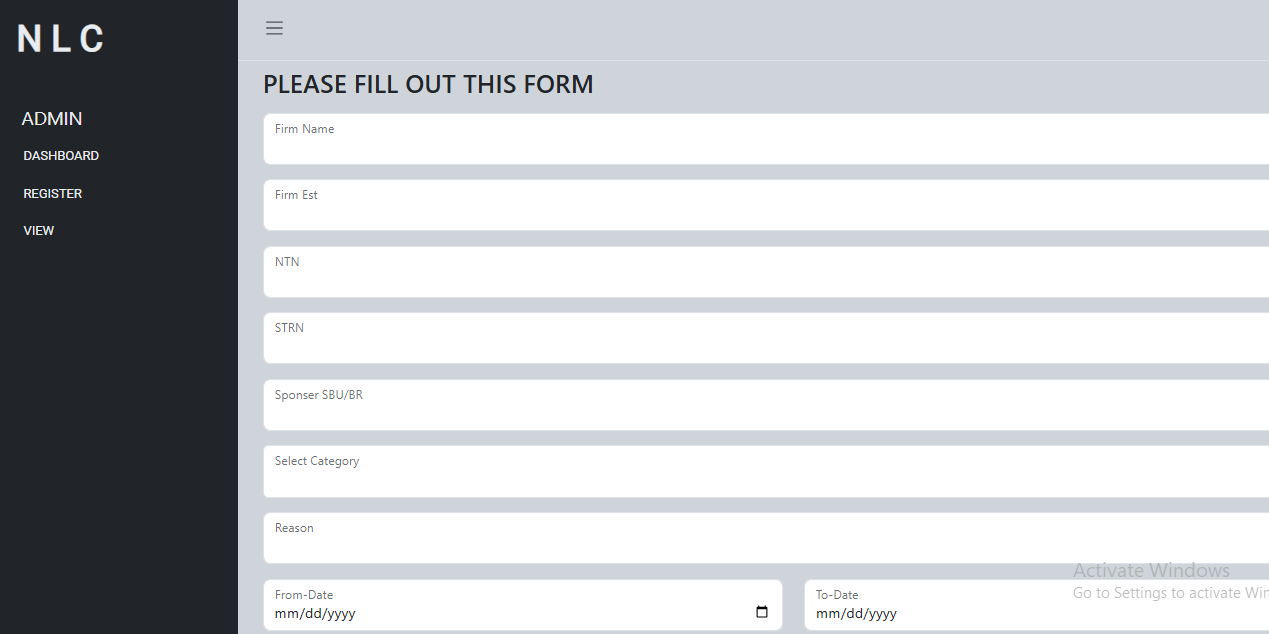 NLC
ADMIN
DASHBOARD
REGISTER
VIEW
PLEASE FILL OUT THIS FORM
Firm Name
Firm Est
NTN
STRN
Sponser SBU/BR
Select Category
Reason
From-Date
mm/dd/yyyy
To-Date
mm/dd/yyyy
Activate Windows
Go to Settings to activate Win